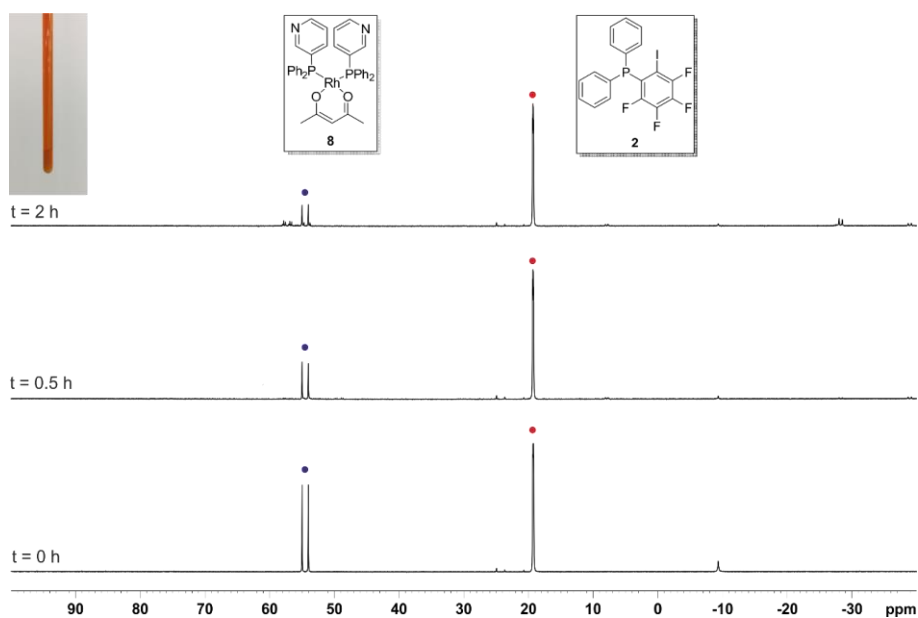 N N
Ph₂P PPh₂
Rh
O O
8
P I
F
F F
F
2
t = 2 h
t = 0.5 h
t = 0 h
90 80 70 60 50 40 30 20 10 0 -10 -20 -30 ppm